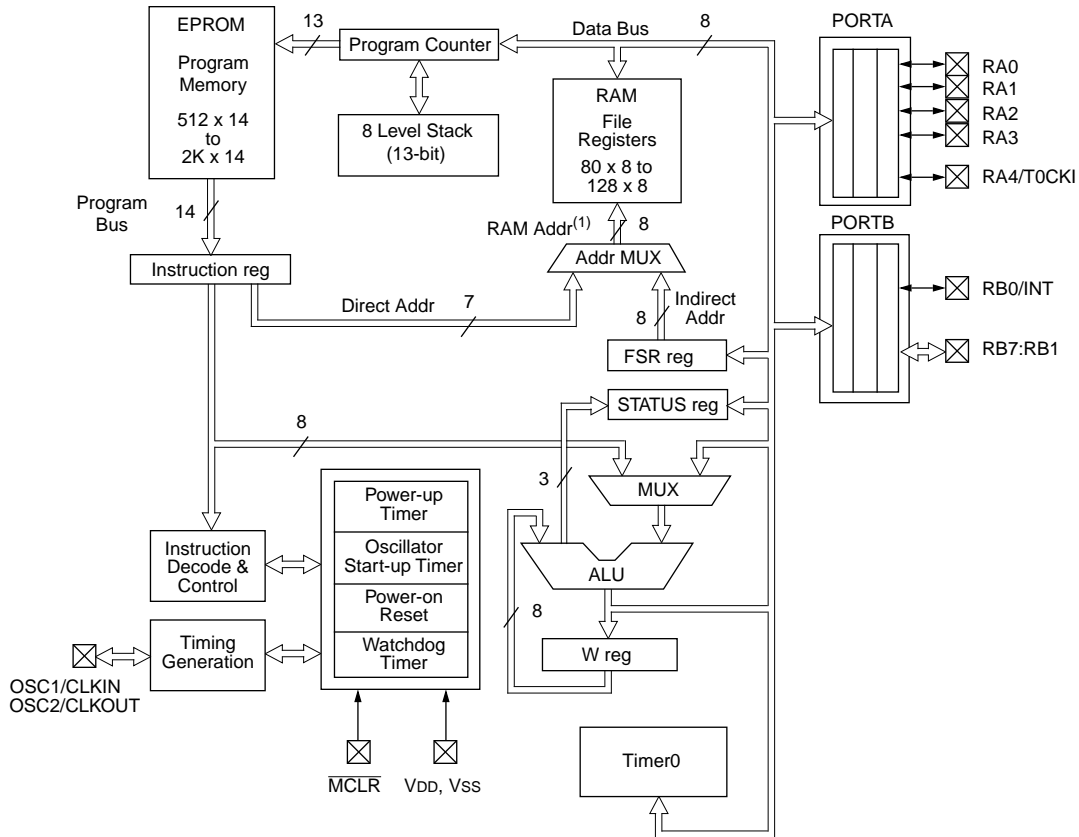 EPROM
Program
Memory
512 x 14
to
2K x 14
13
Program Counter
8 Level Stack
(13-bit)
Data Bus
8
RAM
File
Registers
80 x 8 to
128 x 8
PORTA
RA0
RA1
RA2
RA3
RA4/T0CKI
Program
Bus
14
RAM Addr(1)
8
Addr MUX
PORTB
RB0/INT
RB7:RB1
Instruction reg
Direct Addr
7
8
Indirect
Addr
FSR reg
STATUS reg
8
3
MUX
Power-up
Timer
Oscillator
Start-up Timer
Power-on
Reset
Watchdog
Timer
Instruction
Decode &
Control
ALU
8
W reg
Timing
Generation
OSC1/CLKIN
OSC2/CLKOUT
MCLR
VDD, VSS
Timer0